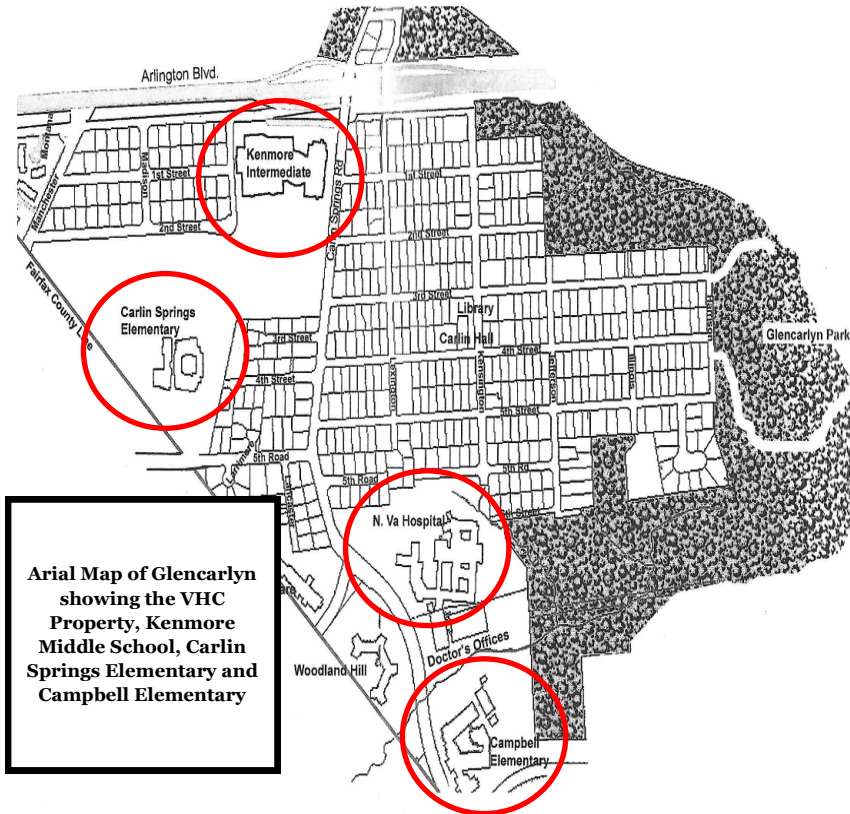 Arlington Blvd.
Montana
Manchester
Madison
1st Street
2nd Street
Kenmore
Intermediate
Carlin Springs Rd
1st Street
2nd Street
3rd Street
Fairfax County Line
Carlin Springs
Elementary
3rd Street
4th Street
Library
Carlin Hall
4th Street
Harrison
Glencarlyn Park
Lexington
Kensington
Jefferson
Illinois
5th Street
5th Road
Lancaster
5th Road
5th Rd
N. Va Hospital
Street
Arial Map of Glencarlyn
showing the VHC
Property, Kenmore
Middle School, Carlin
Springs Elementary and
Campbell Elementary
Doctor's Offices
Woodland Hill
Campbell
Elementary